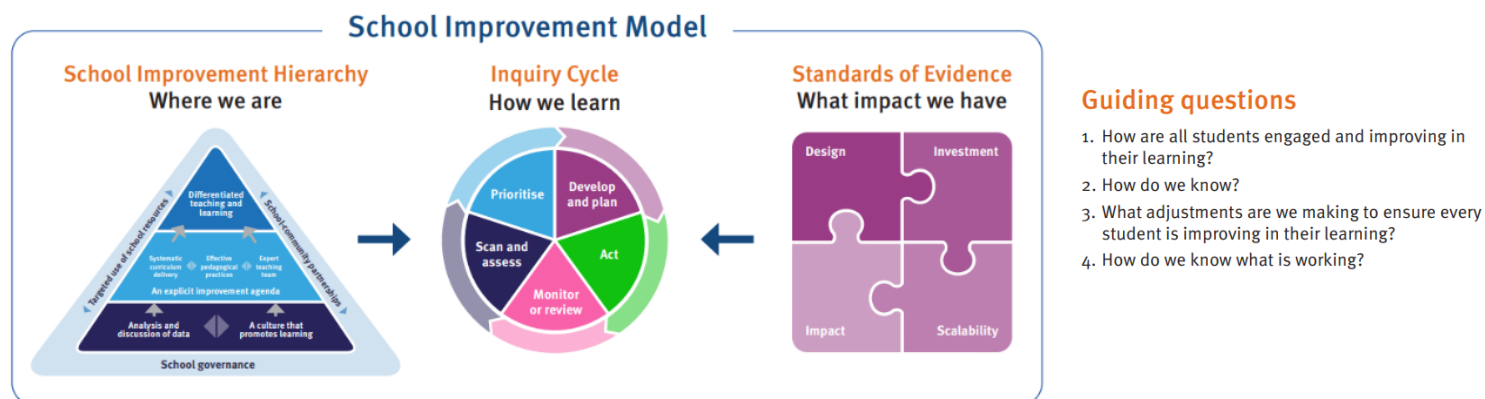 School Improvement Model
School Improvement Hierarchy
Where we are
Differentiated
teaching and
learning
Targeted use of school resources
School-community partnerships
Systematic
curriculum
delivery
Effective
pedagogical
practices
Expert
teaching
team
An explicit improvement agenda
Analysis and
discussion of data
A culture that
promotes learning
School governance
Inquiry Cycle
How we learn
Prioritise
Develop
and plan
Scan and
assess
Act
Monitor
or review
Standards of Evidence
What impact we have
Design
Investment
Impact
Scalability
Guiding questions
1. How are all students engaged and improving in
their learning?
2. How do we know?
3. What adjustments are we making to ensure every
student is improving in their learning?
4. How do we know what is working?